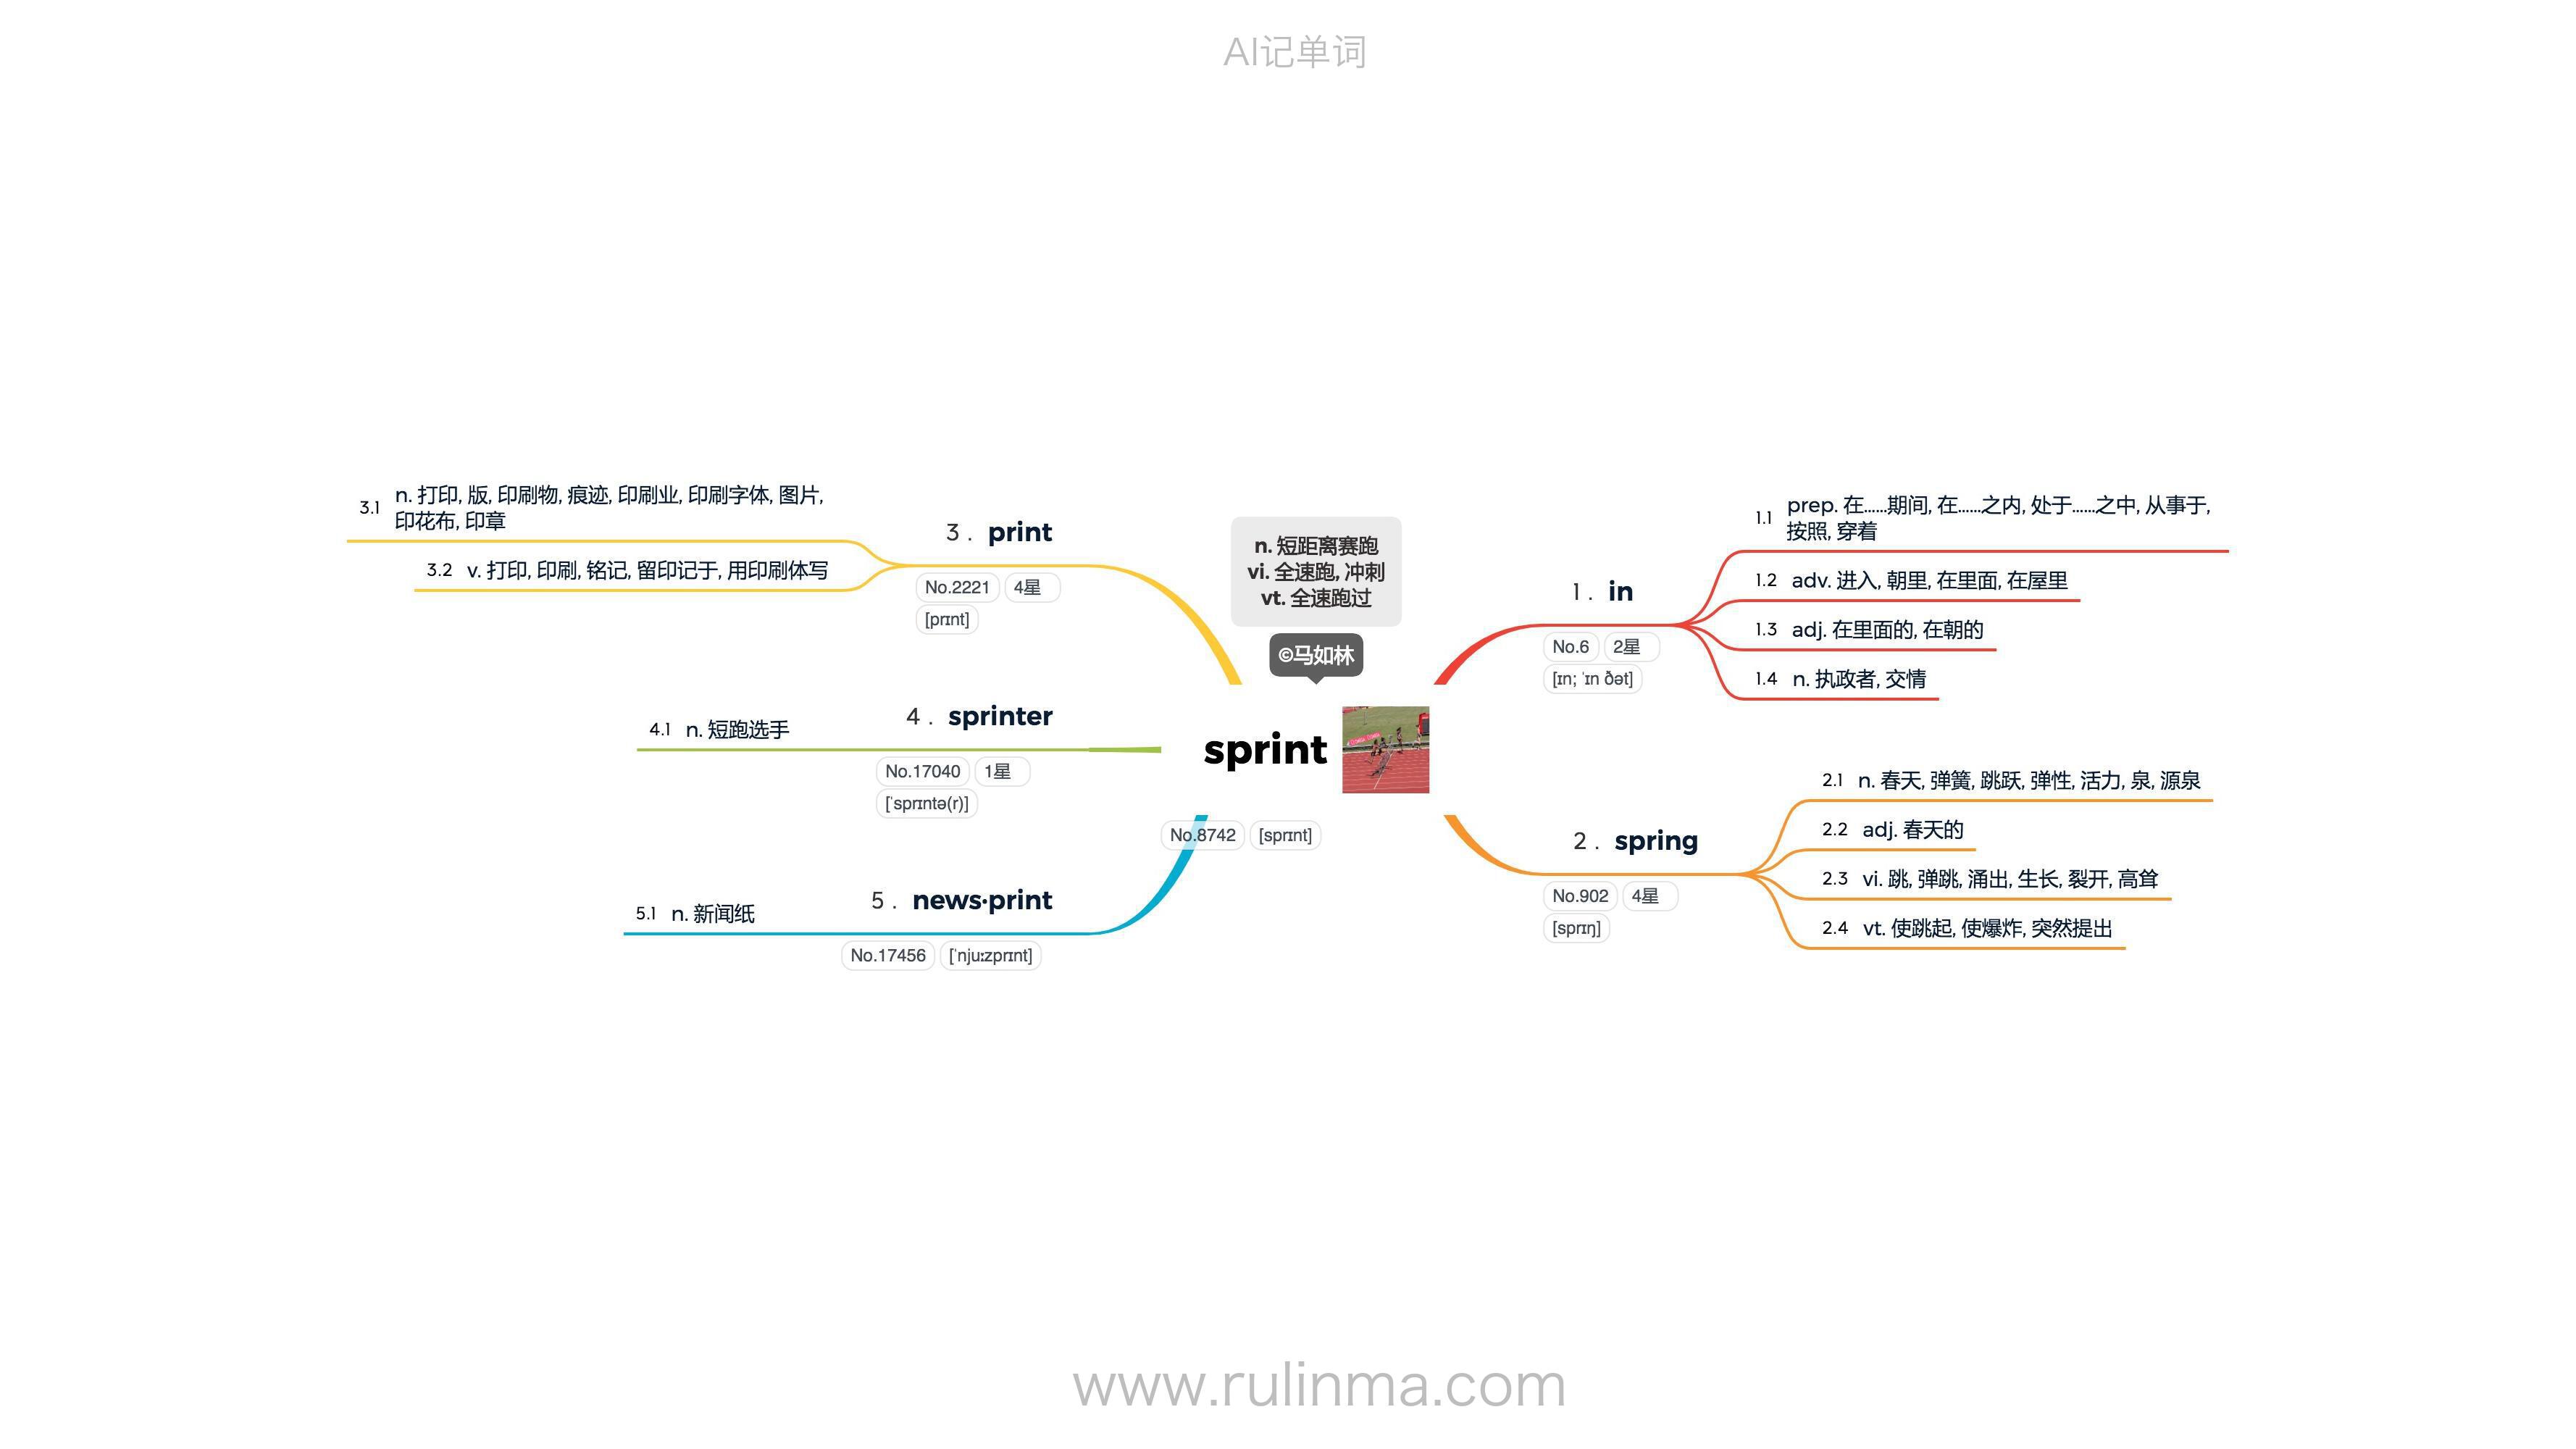 AI记单词
n. 短距离赛跑
vi. 全速跑, 冲刺
vt. 全速跑过
©马如林
sprint
No.8742 [sprɪnt]
1 . in
No.6 2星
[ɪn; ˈɪn ðət]
1.1 prep. 在……期间, 在……之内, 处于……之中, 从事于,
按照, 穿着
1.2 adv. 进入, 朝里, 在里面, 在屋里
1.3 adj. 在里面的, 在朝的
1.4 n. 执政者, 交情
2 . spring
No.902 4星
[sprɪŋ]
2.1 n. 春天, 弹簧, 跳跃, 弹性, 活力, 泉, 源泉
2.2 adj. 春天的
2.3 vi. 跳, 弹跳, 涌出, 生长, 裂开, 高耸
2.4 vt. 使跳起, 使爆炸, 突然提出
3 . print
No.2221 4星
[prɪnt]
3.1 n. 打印, 版, 印刷物, 痕迹, 印刷业, 印刷字体, 图片,
印花布, 印章
3.2 v. 打印, 印刷, 铭记, 留印记于, 用印刷体写
4 . sprinter
No.17040 1星
[ˈsprɪntə(r)]
4.1 n. 短跑选手
5 . news·print
No.17456 [ˈnjuːzprɪnt]
5.1 n. 新闻纸
www.rulinma.com